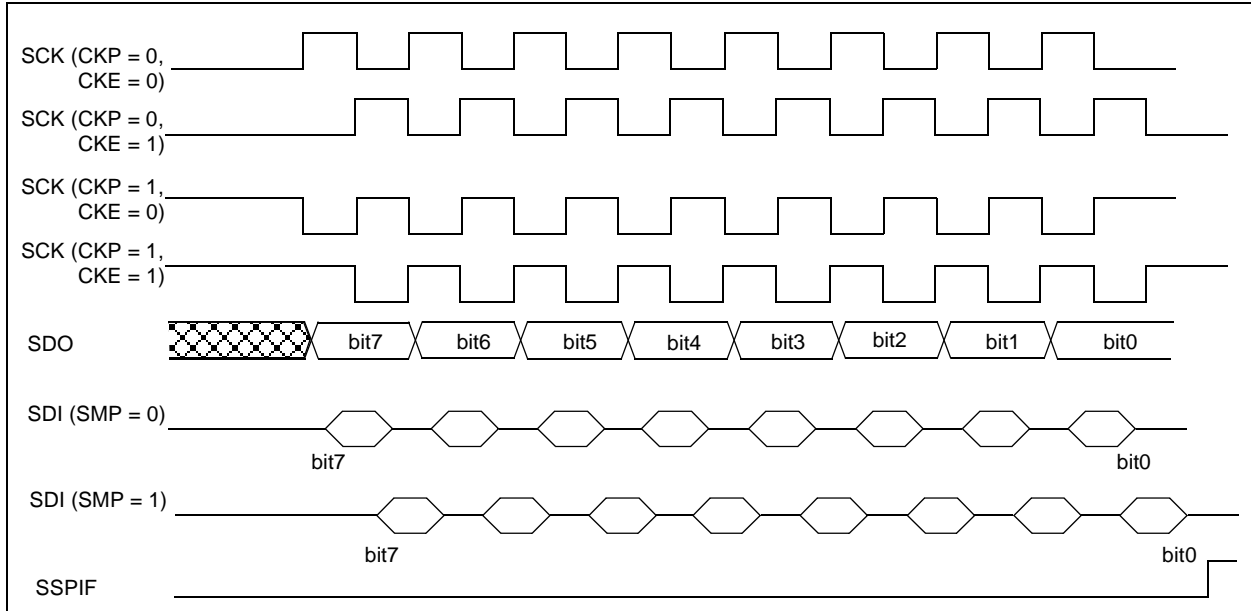 SCK (CKP = 0,
CKE = 0)
SCK (CKP = 0,
CKE = 1)
SCK (CKP = 1,
CKE = 0)
SCK (CKP = 1,
CKE = 1)
SDO bit7 bit6 bit5 bit4 bit3 bit2 bit1 bit0
SDI (SMP = 0)
bit7 bit0
SDI (SMP = 1)
bit7 bit0
SSPIF